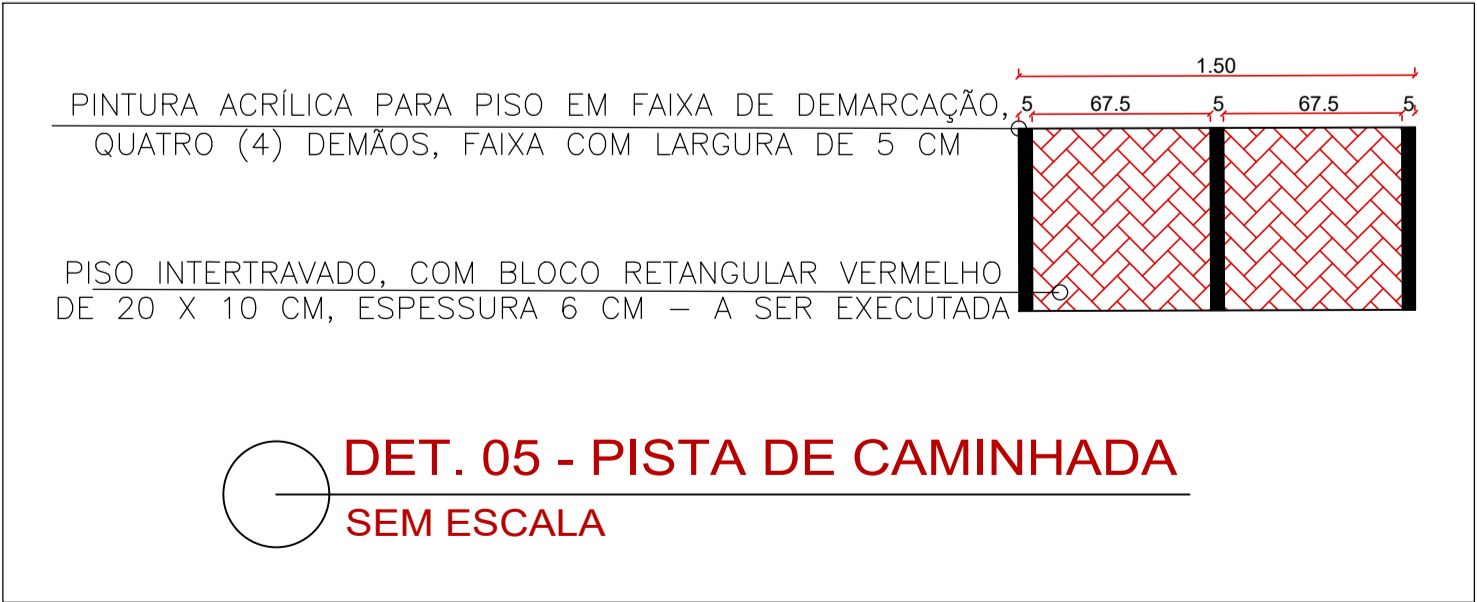 1.50
5 67.5 5 67.5 5
PINTURA ACRÍLICA PARA PISO EM FAIXA DE DEMARCAÇÃO,
QUATRO (4) DEMÃOS, FAIXA COM LARGURA DE 5 CM
PISO INTERTRAVADO, COM BLOCO RETANGULAR VERMELHO
DE 20 X 10 CM, ESPESSURA 6 CM – A SER EXECUTADA
DET. 05 - PISTA DE CAMINHADA
SEM ESCALA